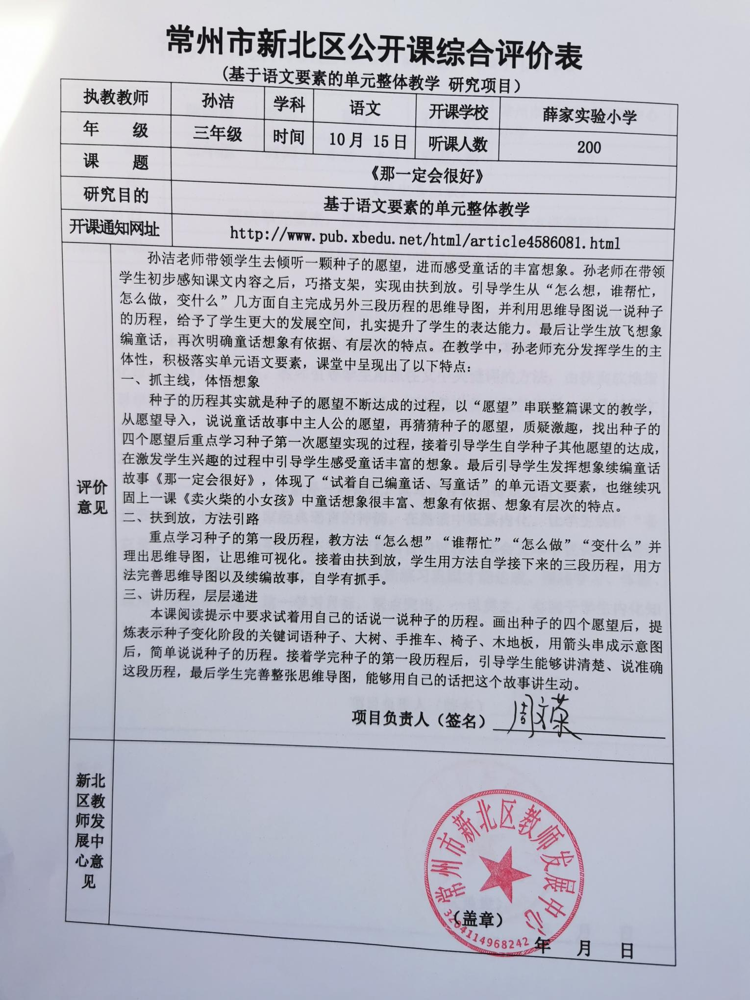 常州市新北区公开课综合评价表
(基于语文要素的单元整体教学 研究项目)
执教教师 孙洁 学科 语文 开课学校 薛家实验小学
年 级 三年级 时间 10月 15日 听课人数 200
课 题 《那一定会很好》
研究目的 基于语文要素的单元整体教学
开课通知网址 http://www.pub.xbedu.net/html/article4586081.html
评价
意见
孙洁老师带领学生去倾听一颗种子的愿望，进而感受童话的丰富想象。孙老师在带领
学生初步感知课文内容之后，巧搭支架，实现由扶到放。引导学生从“怎么想，谁帮忙，
怎么做，变什么”几方面自主完成另外三段历程的思维导图，并利用思维导图说一说种子
的历程，给予了学生更大的发展空间，扎实提升了学生的表达能力。最后让学生放飞想象
编童话，再次明确童话想象有依据、有层次的特点。在教学中，孙老师充分发挥学生的主
体性，积极落实单元语文要素，课堂中呈现出了以下特点：
一、抓主线，体悟想象
种子的历程其实就是种子的愿望不断达成的过程，以“愿望”串联整篇课文的教学，
从愿望导入，说说童话故事中主人公的愿望，再猜猜种子的愿望，质疑激趣，找出种子的
四个愿望后重点学习种子第一次愿望实现的过程，接着引导学生自学种子其他愿望的达成，
在激发学生兴趣的过程中引导学生感受童话丰富的想象。最后引导学生发挥想象续编童话
故事《那一定会很好》，体现了“试着自己编童话、写童话”的单元语文要素，也继续巩
固上一课《卖火柴的小女孩》中童话想象很丰富、想象有依据、想象有层次的特点。
二、扶到放，方法引路
重点学习种子的第一段历程，教方法“怎么想”“谁帮忙”“怎么做”“变什么”并
理出思维导图，让思维可视化。接着由扶到放，学生用方法自学接下来的三段历程，用方
法完善思维导图以及续编故事，自学有抓手。
三、讲历程，层层递进
本课阅读提示中要求试着用自己的话说一说种子的历程。画出种子的四个愿望后，提
炼表示种子变化阶段的关键词语种子、大树、手推车、椅子、木地板，用箭头串成示意图
后，简单说说种子的历程。接着学完种子的第一段历程后，引导学生能够讲清楚、说准确
这段历程，最后学生完善整张思维导图，能够用自己的话把这个故事讲生动。
项目负责人（签名） 周文荣
新北
区教
师发
展中
心意
见
常州市新北区教师发展中心
3204114968242
（盖章）
年 月 日